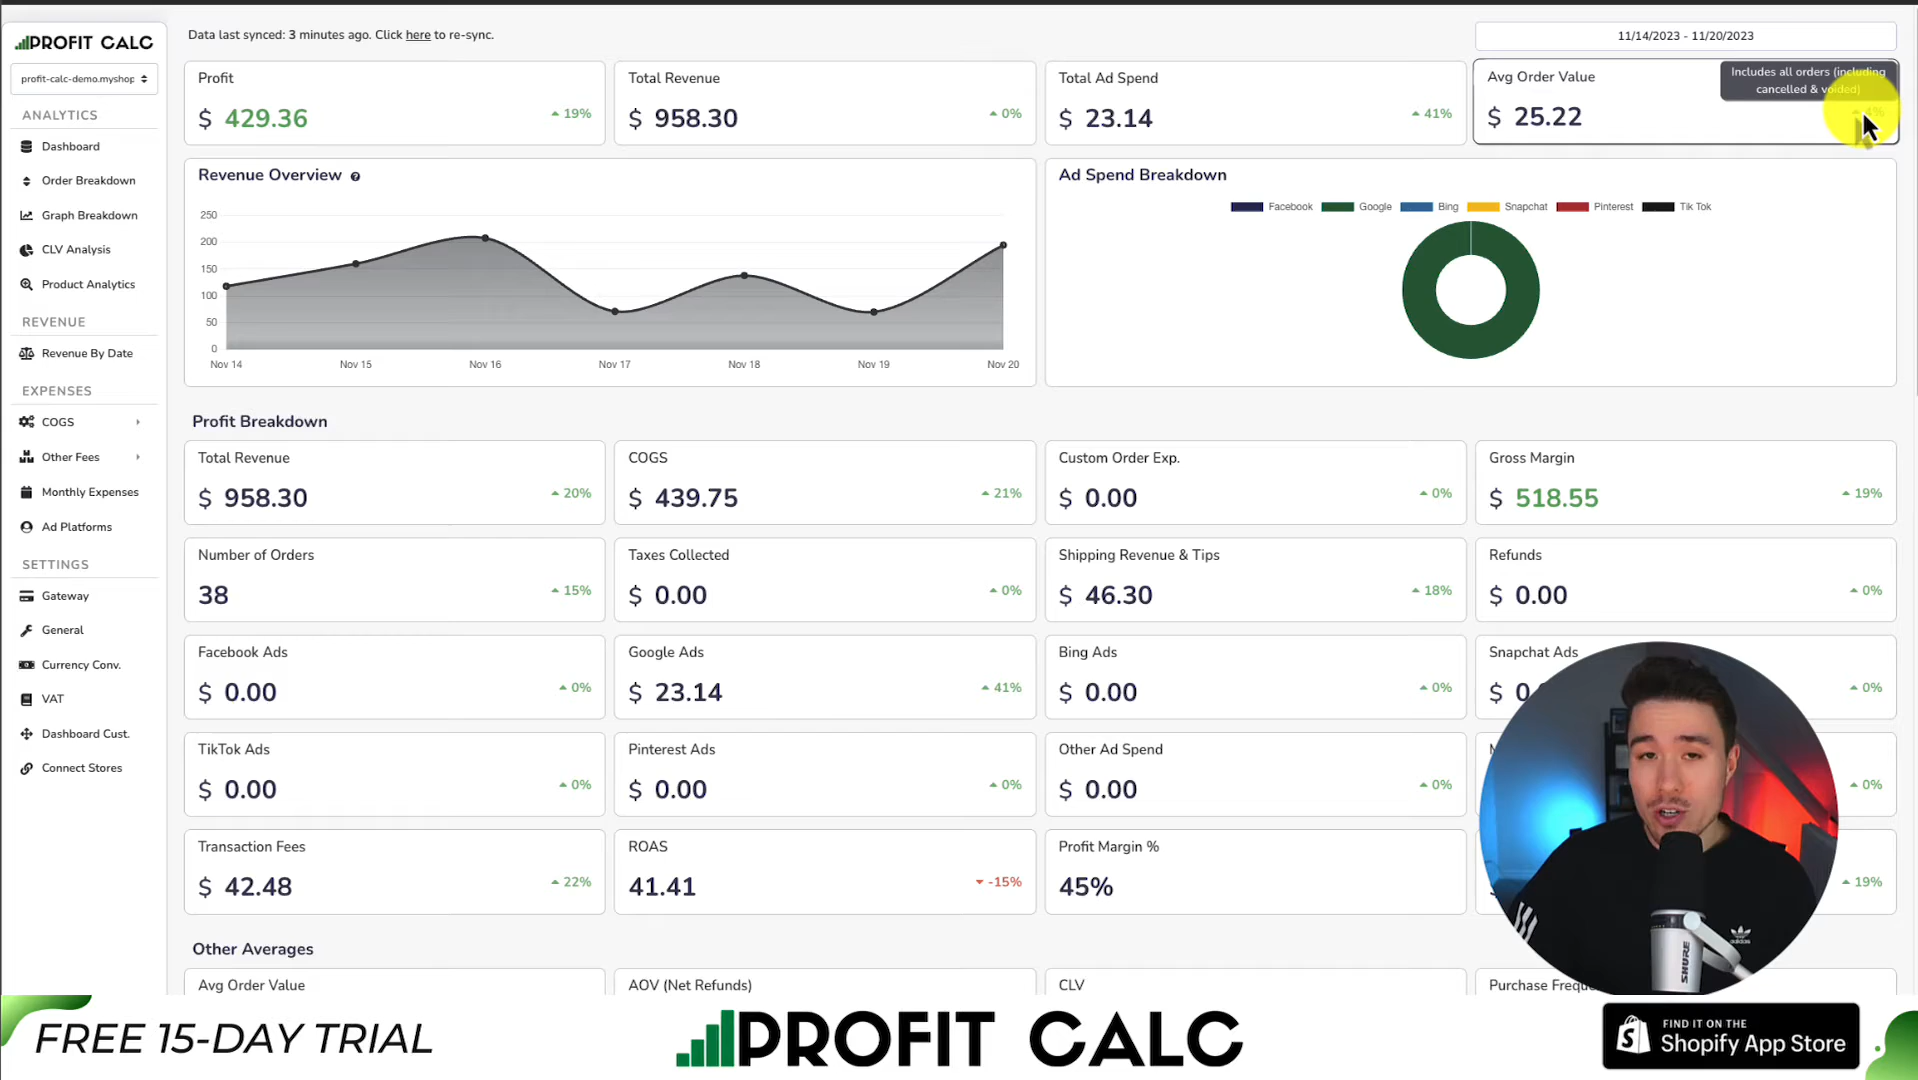 PROFIT CALC
profit-calc-demo.myshop
ANALYTICS
Dashboard
Order Breakdown
Graph Breakdown
CLV Analysis
Product Analytics
REVENUE
Revenue By Date
EXPENSES
COGS
Other Fees
Monthly Expenses
Ad Platforms
SETTINGS
Gateway
General
Currency Conv.
VAT
Dashboard Cust.
Connect Stores
Data last synced: 3 minutes ago. Click here to re-sync.
11/14/2023 - 11/20/2023
Profit
$ 429.36
19%
Total Revenue
$ 958.30
0%
Total Ad Spend
$ 23.14
41%
Avg Order Value
$ 25.22
4%
Includes all orders (including
cancelled & voided)
Revenue Overview
250
200
150
100
50
0
Nov 14 Nov 15 Nov 16 Nov 17 Nov 18 Nov 19 Nov 20
Ad Spend Breakdown
Facebook Google Bing Snapchat Pinterest Tik Tok
Profit Breakdown
Total Revenue
$ 958.30
20%
COGS
$ 439.75
21%
Custom Order Exp.
$ 0.00
0%
Gross Margin
$ 518.55
19%
Number of Orders
38
15%
Taxes Collected
$ 0.00
0%
Shipping Revenue & Tips
$ 46.30
18%
Refunds
$ 0.00
0%
Facebook Ads
$ 0.00
0%
Google Ads
$ 23.14
41%
Bing Ads
$ 0.00
0%
Snapchat Ads
$
0%
TikTok Ads
$ 0.00
0%
Pinterest Ads
$ 0.00
0%
Other Ad Spend
$ 0.00
0%
0%
Transaction Fees
$ 42.48
22%
ROAS
41.41
-15%
Profit Margin %
45%
19%
Other Averages
Avg Order Value
AOV (Net Refunds)
CLV
Purchase Freque
adidas
SHURE
FREE 15-DAY TRIAL
PROFIT CALC
FIND IT ON THE
Shopify App Store